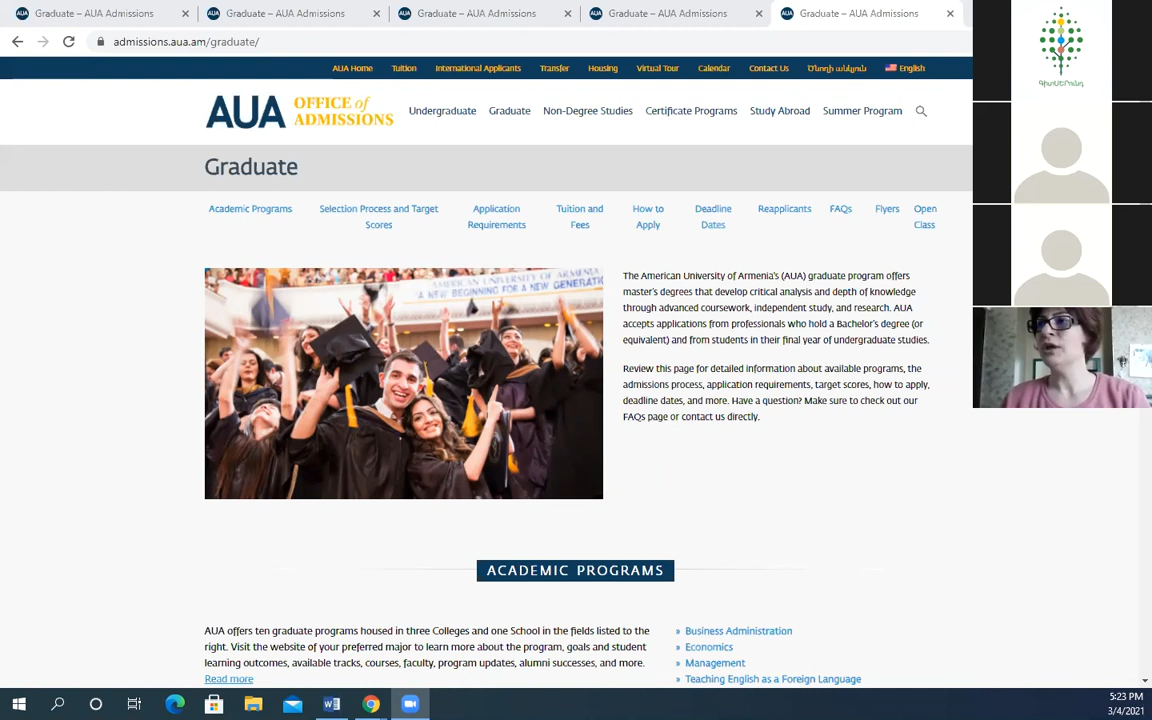 Graduate – AUA Admissions
Graduate – AUA Admissions
Graduate – AUA Admissions
Graduate – AUA Admissions
Graduate – AUA Admissions
admissions.aua.am/graduate/
AUA Home Tuition International Applicants Transfer Housing Virtual Tour Calendar Contact Us Ծնողի անկյուն English
AUA OFFICE of ADMISSIONS
Undergraduate Graduate Non-Degree Studies Certificate Programs Study Abroad Summer Program
Graduate
Academic Programs
Selection Process and Target
Scores
Application
Requirements
Tuition and
Fees
How to
Apply
Deadline
Dates
Reapplicants
FAQs
Flyers
Open
Class
AMERICAN UNIVERSITY OF ARMENIA
A NEW BEGINNING FOR A NEW GENERATI
The American University of Armenia's (AUA) graduate program offers
master's degrees that develop critical analysis and depth of knowledge
through advanced coursework, independent study, and research. AUA
accepts applications from professionals who hold a Bachelor's degree (or
equivalent) and from students in their final year of undergraduate studies.
Review this page for detailed information about available programs, the
admissions process, application requirements, target scores, how to apply,
deadline dates, and more. Have a question? Make sure to check out our
FAQs page or contact us directly.
ACADEMIC PROGRAMS
AUA offers ten graduate programs housed in three Colleges and one School in the fields listed to the
right. Visit the website of your preferred major to learn more about the program, goals and student
learning outcomes, available tracks, courses, faculty, program updates, alumni successes, and more.
Read more
» Business Administration
» Economics
» Management
» Teaching English as a Foreign Language
ԳիտՍԵՐունդ
5:23 PM
3/4/2021